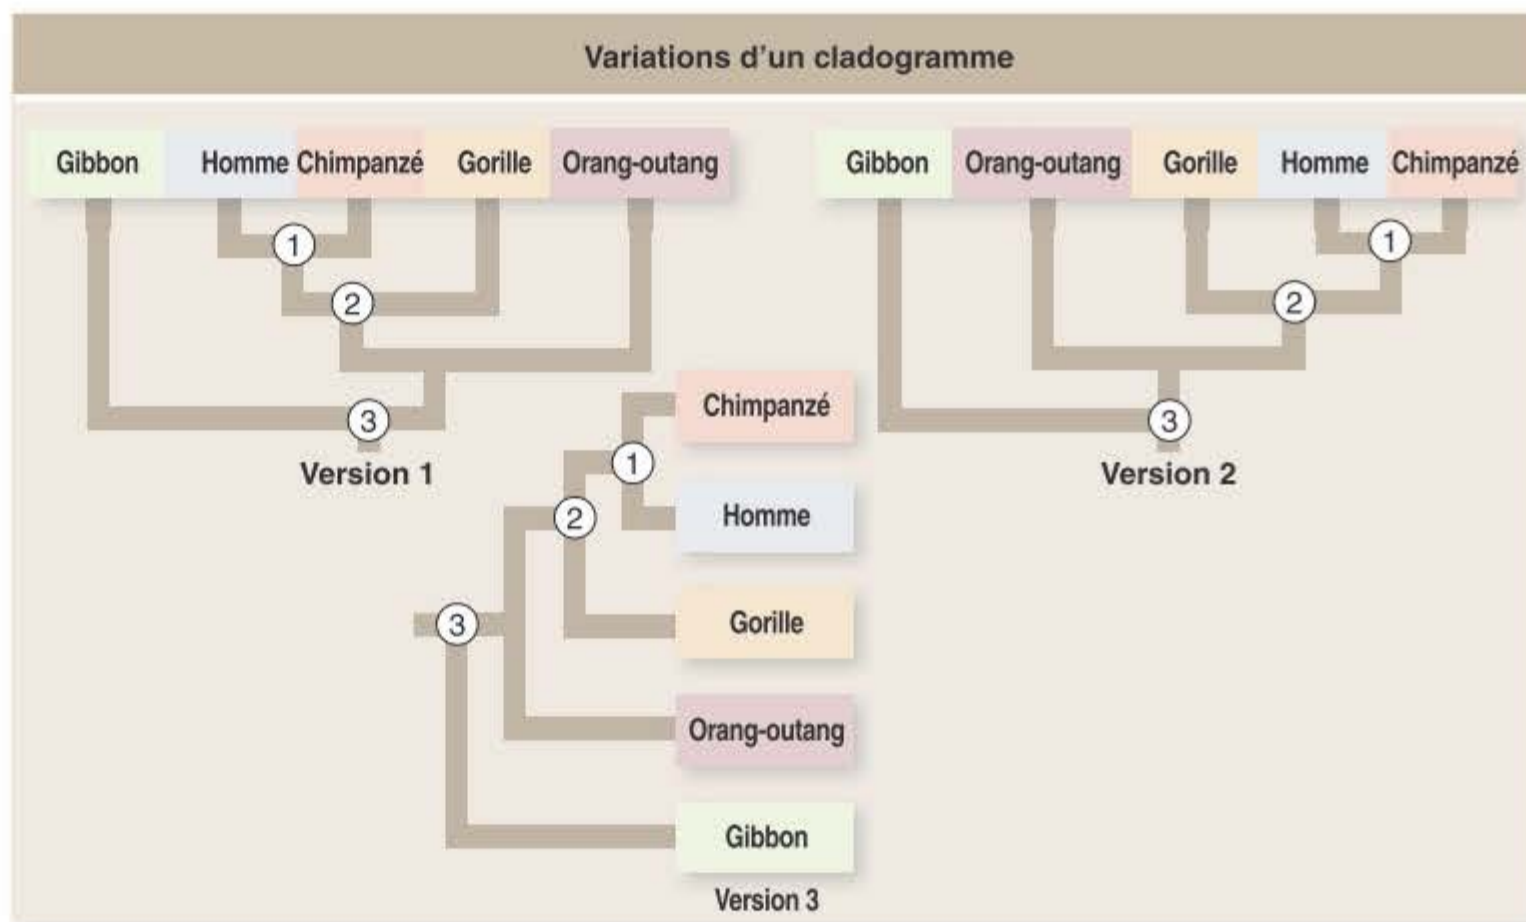 Variations d'un cladogramme
Gibbon Homme Chimpanzé Gorille Orang-outang
1
2
3
Version 1
Gibbon Orang-outang Gorille Homme Chimpanzé
1
2
3
Version 2
Chimpanzé
1
Homme
2
Gorille
3
Orang-outang
Gibbon
Version 3